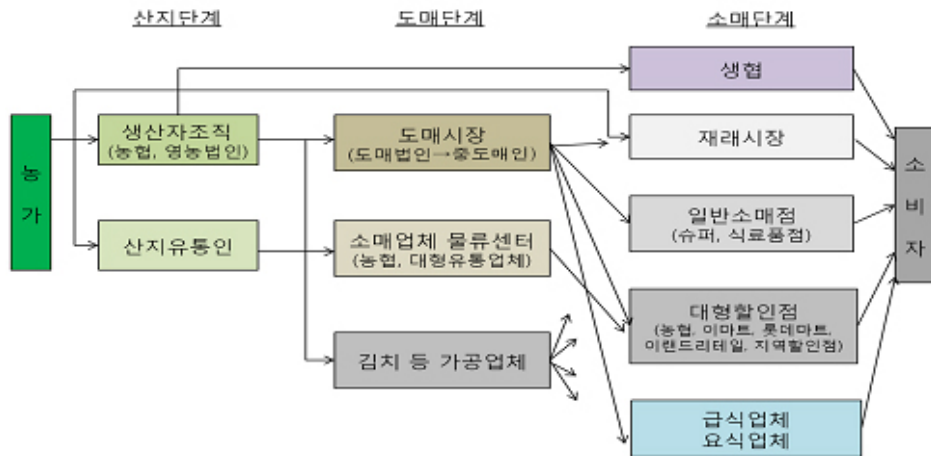 산지단계
도매단계
소매단계
농가
생산자조직
(농협, 영농법인)
산지유통인
도매시장
(도매법인→중도매인)
소매업체 물류센터
(농협, 대형유통업체)
김치 등 가공업체
생협
재래시장
일반소매점
(슈퍼, 식료품점)
대형할인점
(농협, 이마트, 롯데마트,
이랜드리테일, 지역할인점)
급식업체
요식업체
소비자